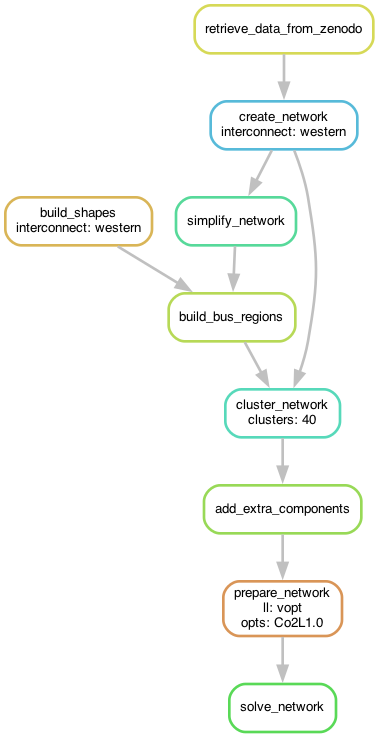 retrieve_data_from_zenodo
create_network
interconnect: western
build_shapes
interconnect: western
simplify_network
build_bus_regions
cluster_network
clusters: 40
add_extra_components
prepare_network
ll: vopt
opts: Co2L1.0
solve_network